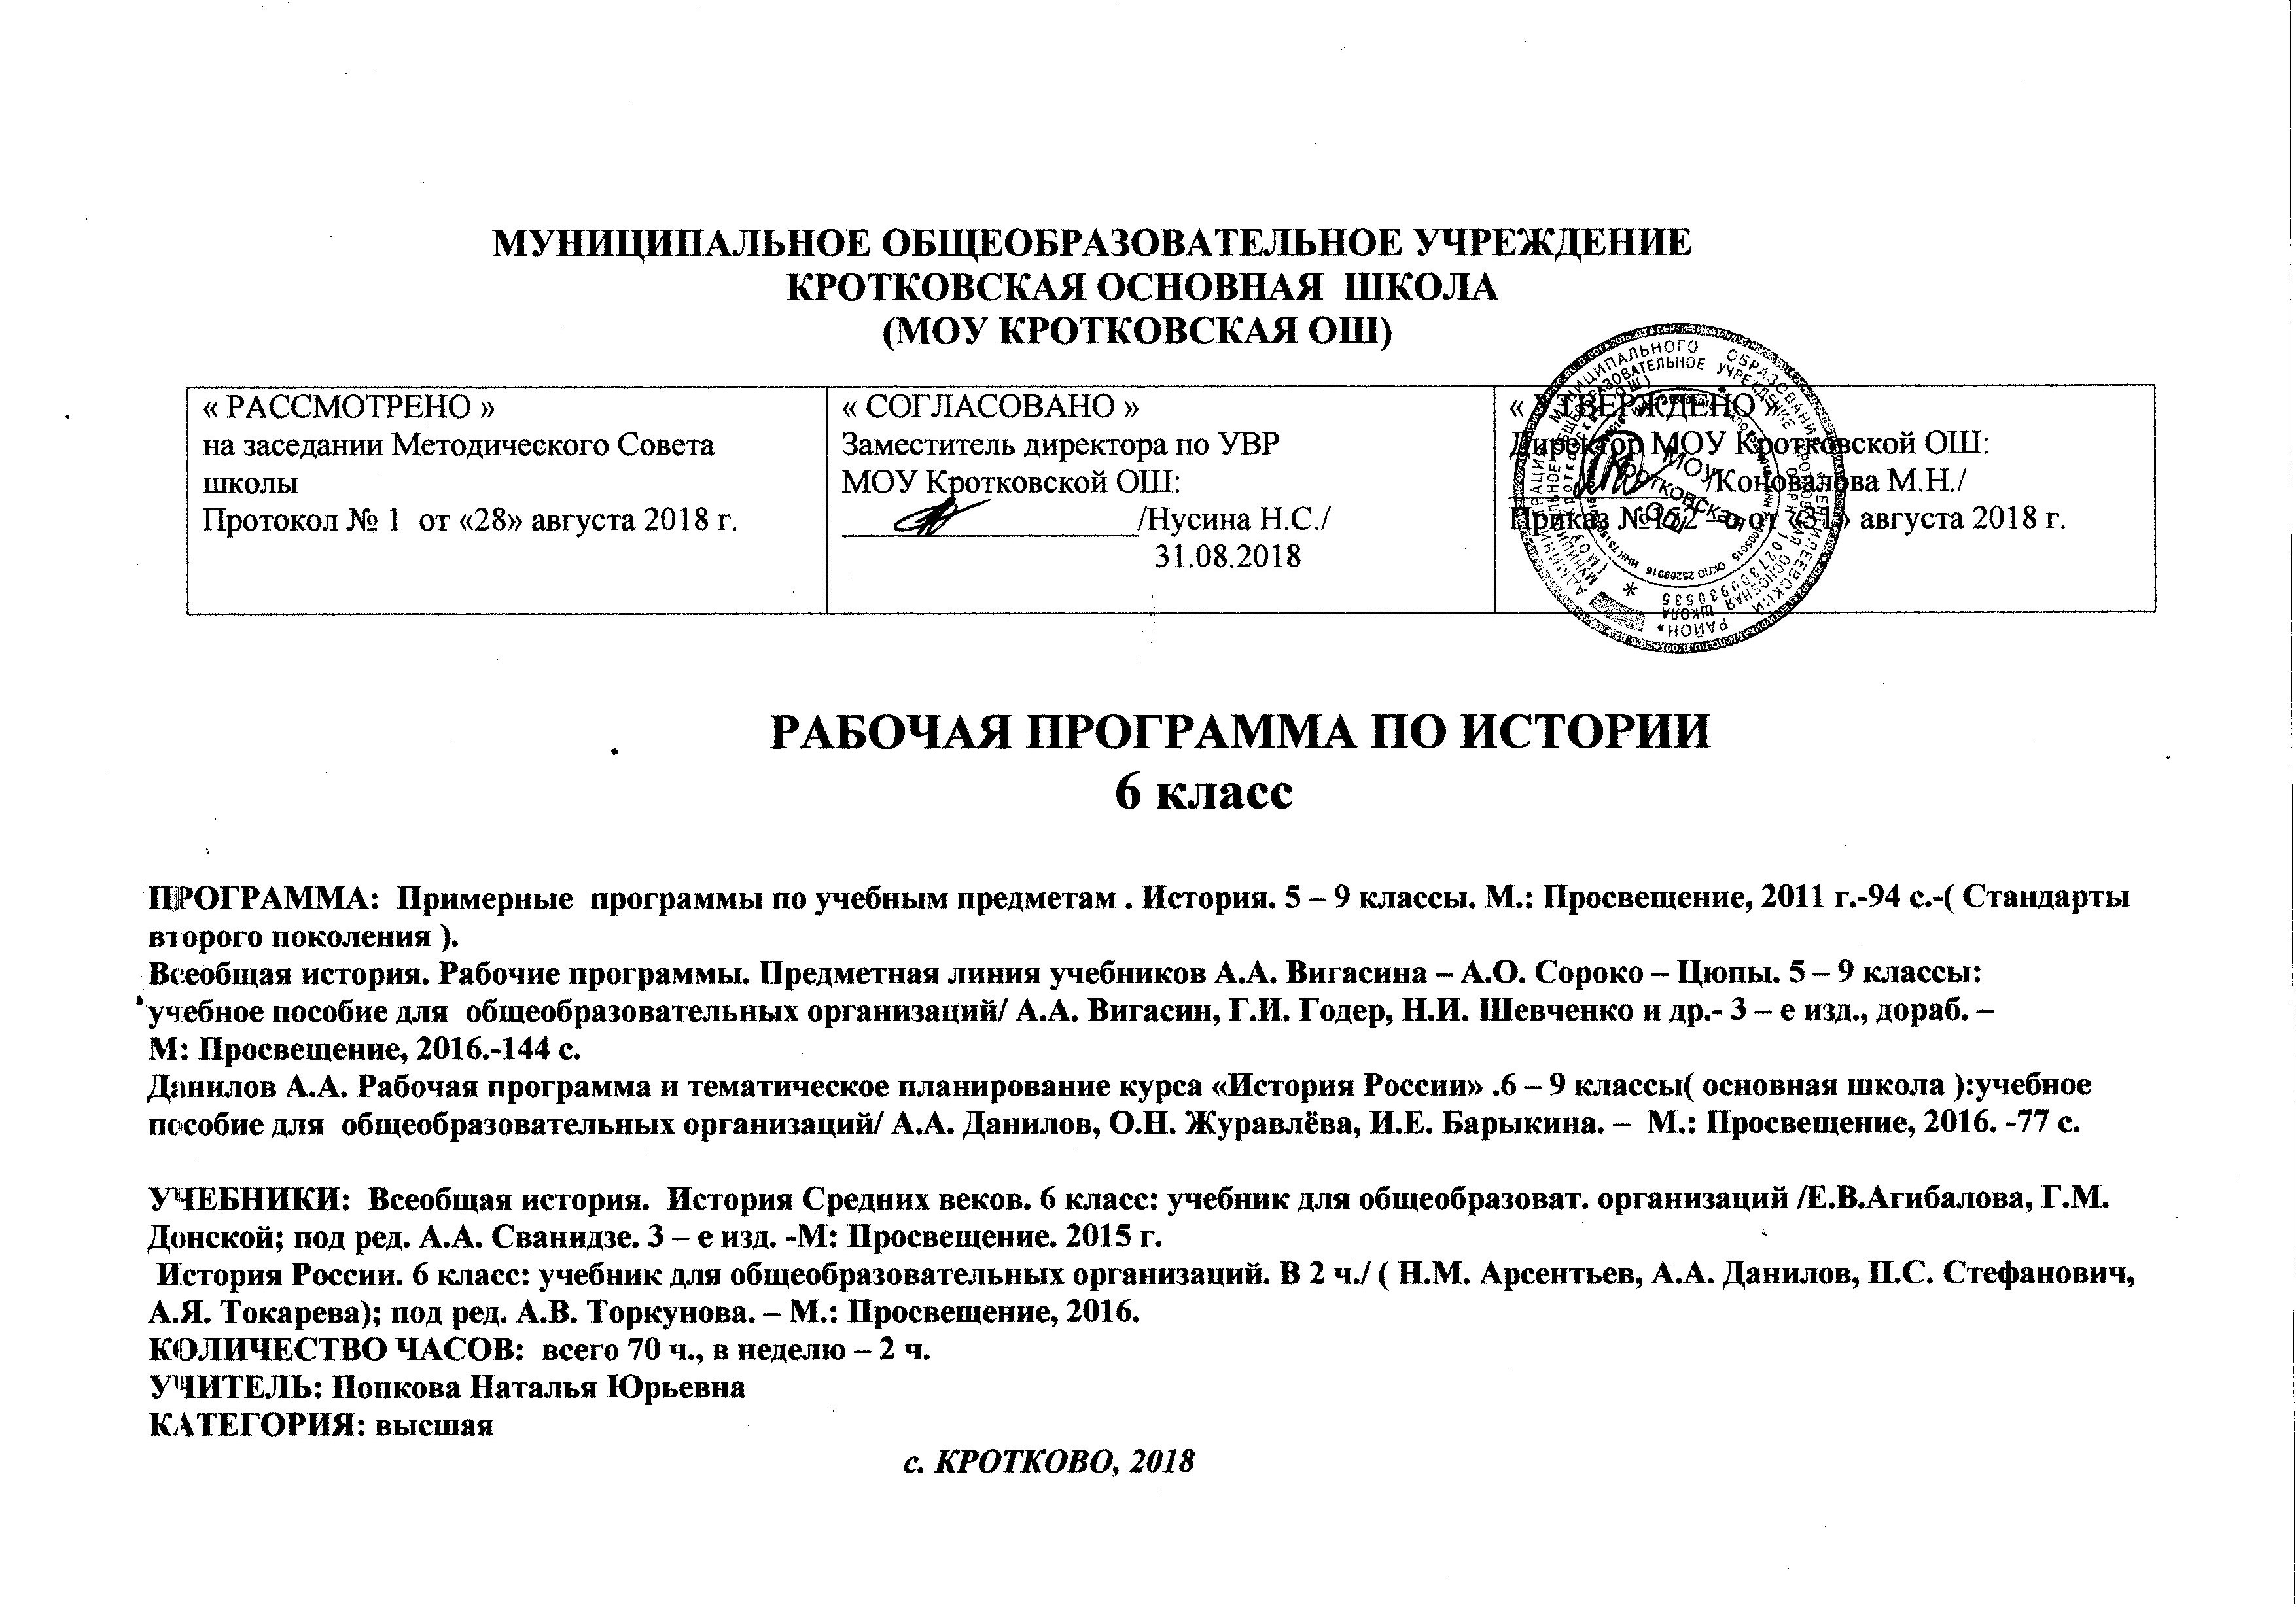 МУНИЦИПАЛЬНОЕ ОБЩЕОБРАЗОВАТЕЛЬНОЕ УЧРЕЖДЕНИЕ
КРОТКОВСКАЯ ОСНОВНАЯ ШКОЛА
(МОУ КРОТКОВСКАЯ ОШ)
« РАССМОТРЕНО »
на заседании Методического Совета
школы
Протокол № 1 от «28» августа 2018 г.
« СОГЛАСОВАНО »
Заместитель директора по УВР
МОУ Кротковской ОШ:
/Нусина Н.С./
31.08.2018
« УТВЕРЖДЕНО »
Директор МОУ Кротковской ОШ:
/Коновалова М.Н./
Приказ №152 – о от «31» августа 2018 г.
МОУ
Кротковская
ОШ
РАБОЧАЯ ПРОГРАММА ПО ИСТОРИИ
6 класс
ПРОГРАММА: Примерные программы по учебным предметам . История. 5 – 9 классы. М.: Просвещение, 2011 г.-94 с.-( Стандарты
второго поколения ).
Всеобщая история. Рабочие программы. Предметная линия учебников А.А. Вигасина – А.О. Сороко – Цюпы. 5 – 9 классы:
учебное пособие для общеобразовательных организаций/ А.А. Вигасин, Г.И. Годер, Н.И. Шевченко и др.- 3 – е изд., дораб. –
М: Просвещение, 2016.-144 с.
Данилов А.А. Рабочая программа и тематическое планирование курса «История России» .6 – 9 классы( основная школа ):учебное
пособие для общеобразовательных организаций/ А.А. Данилов, О.Н. Журавлёва, И.Е. Барыкина. – М.: Просвещение, 2016. -77 с.
УЧЕБНИКИ: Всеобщая история. История Средних веков. 6 класс: учебник для общеобразоват. организаций /Е.В.Агибалова, Г.М.
Донской; под ред. А.А. Сванидзе. 3 – е изд. -М: Просвещение. 2015 г.
История России. 6 класс: учебник для общеобразовательных организаций. В 2 ч./ ( Н.М. Арсентьев, А.А. Данилов, П.С. Стефанович,
А.Я. Токарева); под ред. А.В. Торкунова. – М.: Просвещение, 2016.
КОЛИЧЕСТВО ЧАСОВ: всего 70 ч., в неделю – 2 ч.
УЧИТЕЛЬ: Попкова Наталья Юрьевна
КАТЕГОРИЯ: высшая
с. КРОТКОВО, 2018